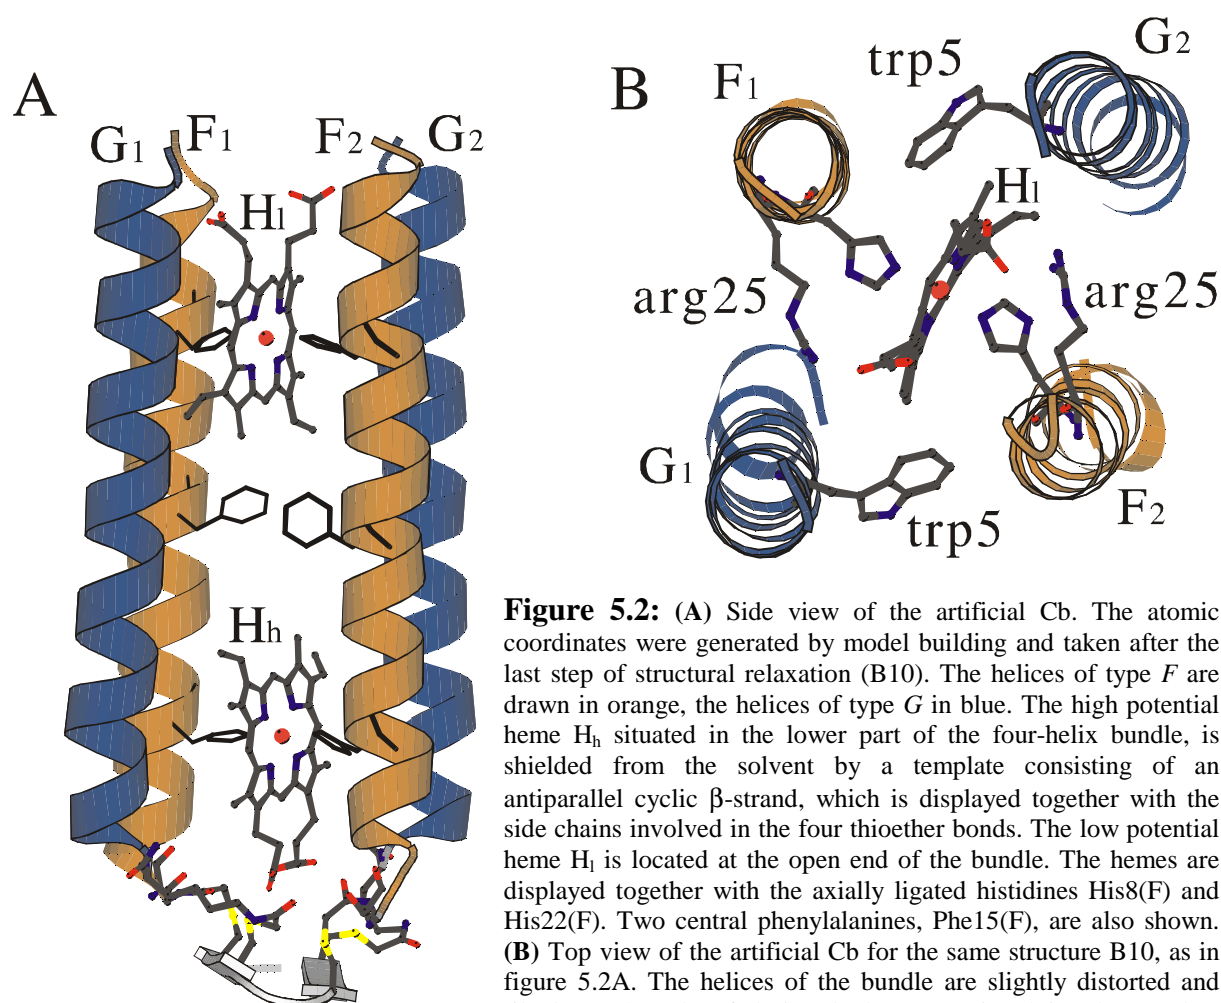 A
G1
F1
F2
G2
Hl
Hh
B
F1
trp5
G2
Hl
arg25
arg25
G1
trp5
F2
Figure 5.2: (A) Side view of the artificial Cb. The atomic
coordinates were generated by model building and taken after the
last step of structural relaxation (B10). The helices of type F are
drawn in orange, the helices of type G in blue. The high potential
heme Hh situated in the lower part of the four-helix bundle, is
shielded from the solvent by a template consisting of an
antiparallel cyclic β-strand, which is displayed together with the
side chains involved in the four thioether bonds. The low potential
heme Hl is located at the open end of the bundle. The hemes are
displayed together with the axially ligated histidines His8(F) and
His22(F). Two central phenylalanines, Phe15(F), are also shown.
(B) Top view of the artificial Cb for the same structure B10, as in
figure 5.2A. The helices of the bundle are slightly distorted and